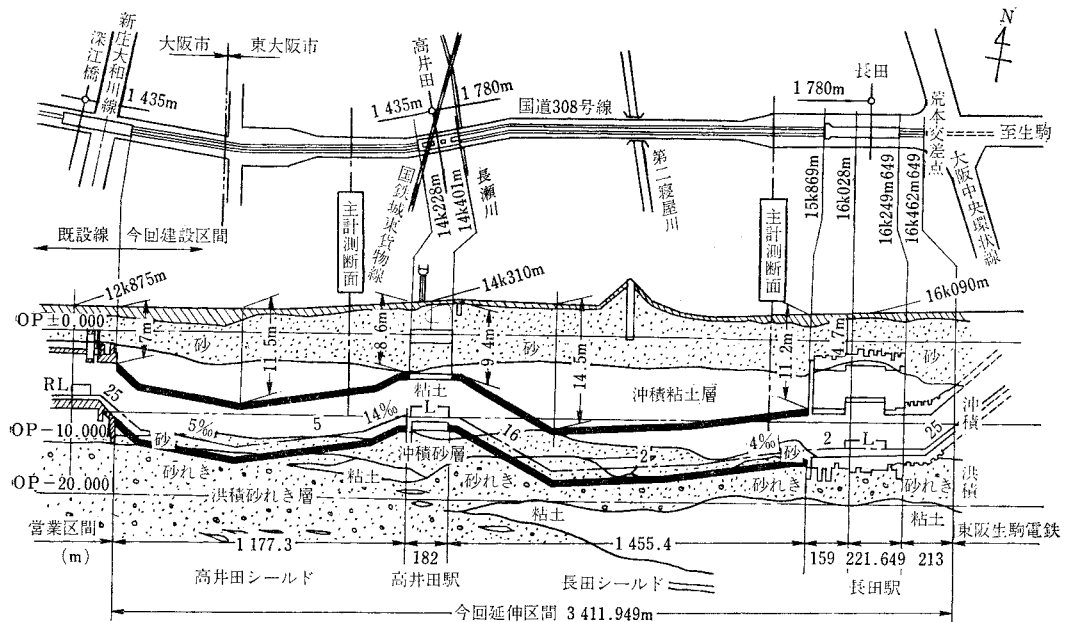 新庄大和川線
深江橋
1 435m
大阪市
東大阪市
高井田
1 435m
1 780m
国道308号線
1 780m
長田
N
荒本交差点
至生駒
大阪中央環状線
国鉄城東貨物線
14k228m
14k401m
長瀬川
第二寝屋川
15k869m
16k028m
16k249m649
16k462m649
主計測断面
主計測断面
既設線
今回建設区間
12k875m
14k310m
16k090m
OP±0.000
7m
11.5m
8.6m
9.4m
14.5m
11.2m
4.7m
砂
砂
砂
粘土
沖積粘土層
RL
25
5‰
5
14‰
L
16
2
4‰
砂
2
L
25
沖積
OP-10.000
砂
沖積砂層
砂れき
粘土
砂れき
砂れき
砂れき
洪積
OP-20.000
洪積砂れき層
粘土
粘土
営業区間
(m)
1 177.3
182
1 455.4
159
221.649
213
東阪生駒電鉄
高井田シールド
高井田駅
長田シールド
長田駅
今回延伸区間 3 411.949m